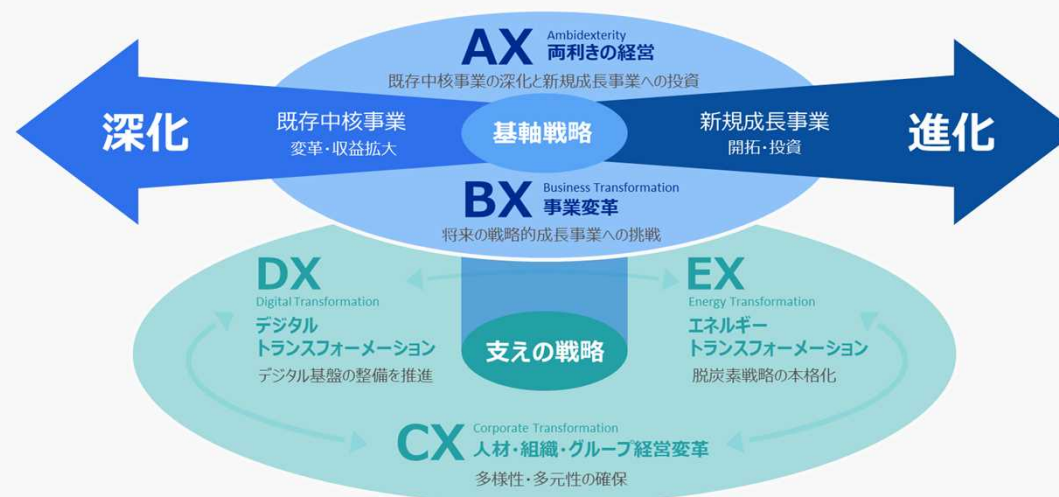 AX
Ambidexterity
両利きの経営
既存中核事業の深化と新規成長事業への投資
深化
既存中核事業
変革・収益拡大
基軸戦略
新規成長事業
開拓・投資
進化
BX
Business Transformation
事業変革
将来の戦略的成長事業への挑戦
DX
Digital Transformation
デジタル
トランスフォーメーション
デジタル基盤の整備を推進
支えの戦略
EX
Energy Transformation
エネルギー
トランスフォーメーション
脱炭素戦略の本格化
CX
Corporate Transformation
人材・組織・グループ経営変革
多様性・多元性の確保